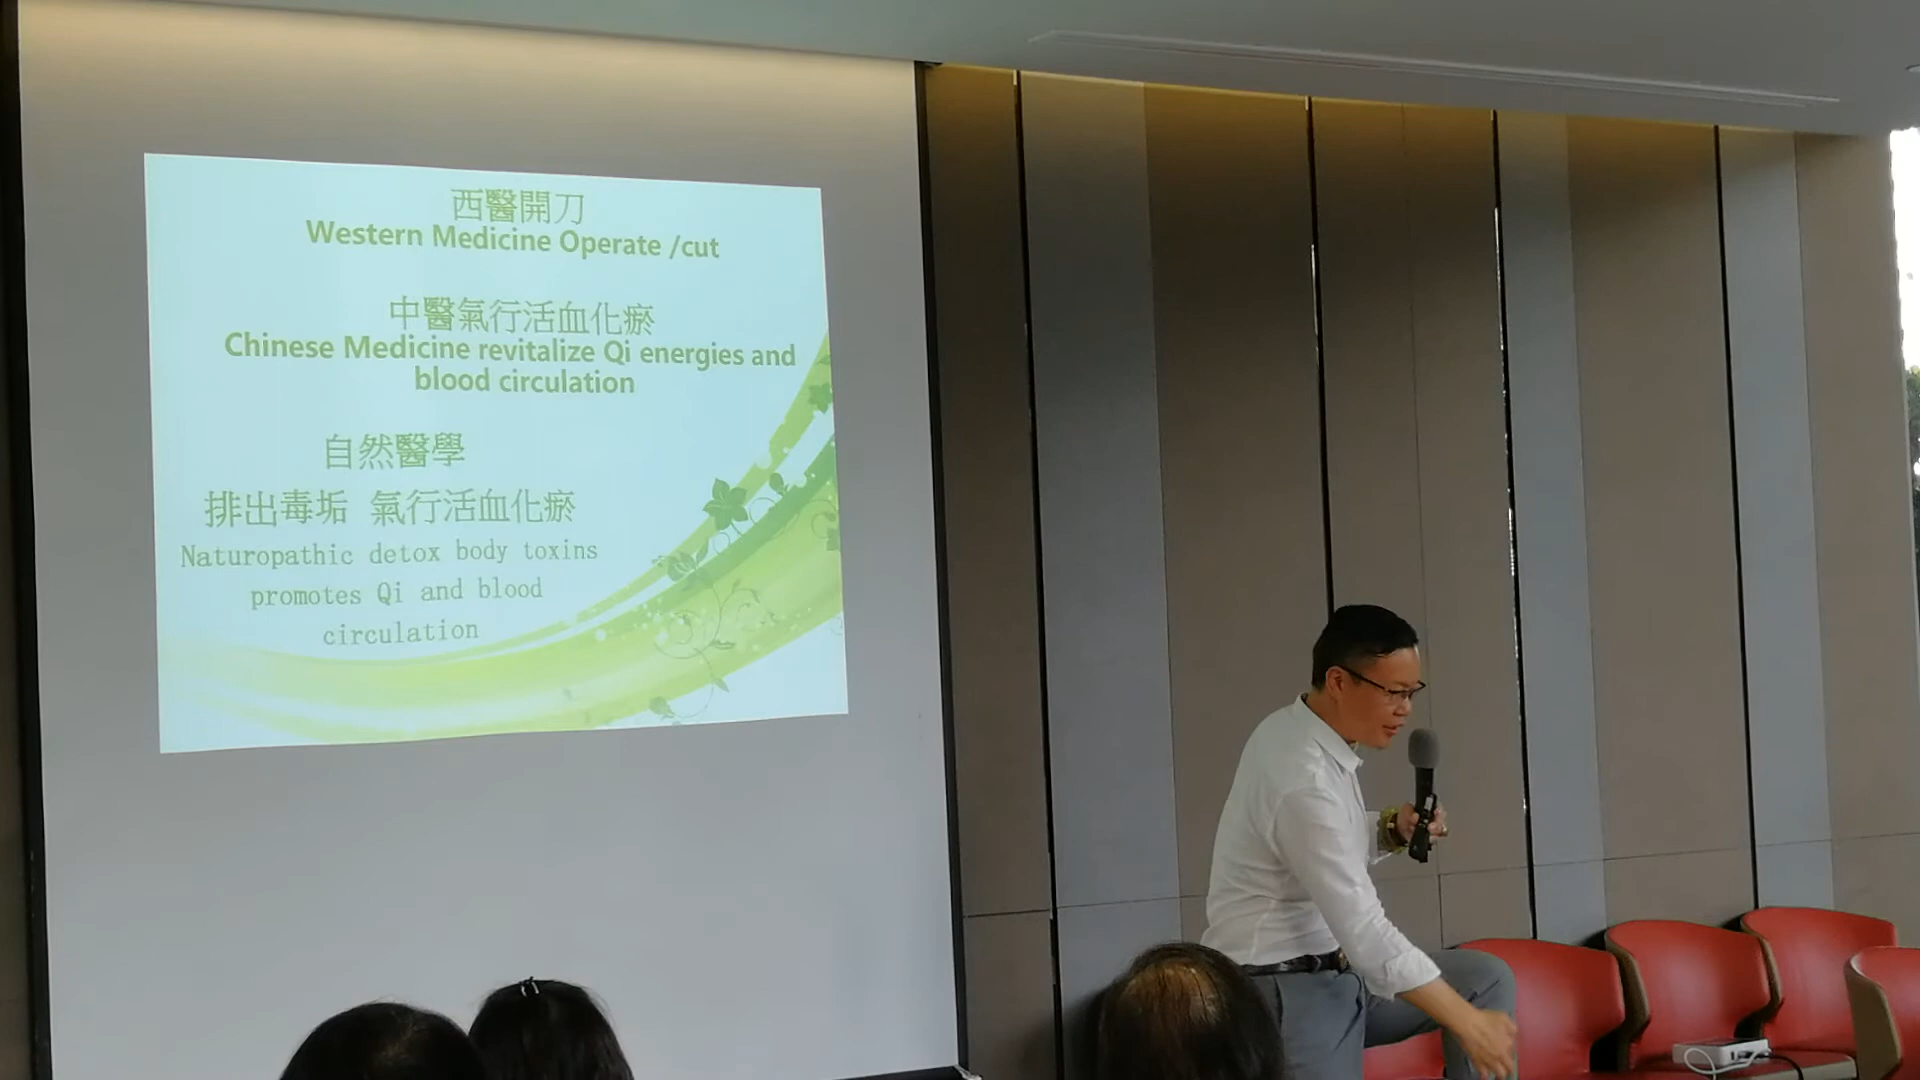 西醫開刀
Western Medicine Operate /cut
中醫氣行活血化瘀
Chinese Medicine revitalize Qi energies and
blood circulation
自然醫學
排出毒垢 氣行活血化瘀
Naturopathic detox body toxins
promotes Qi and blood
circulation